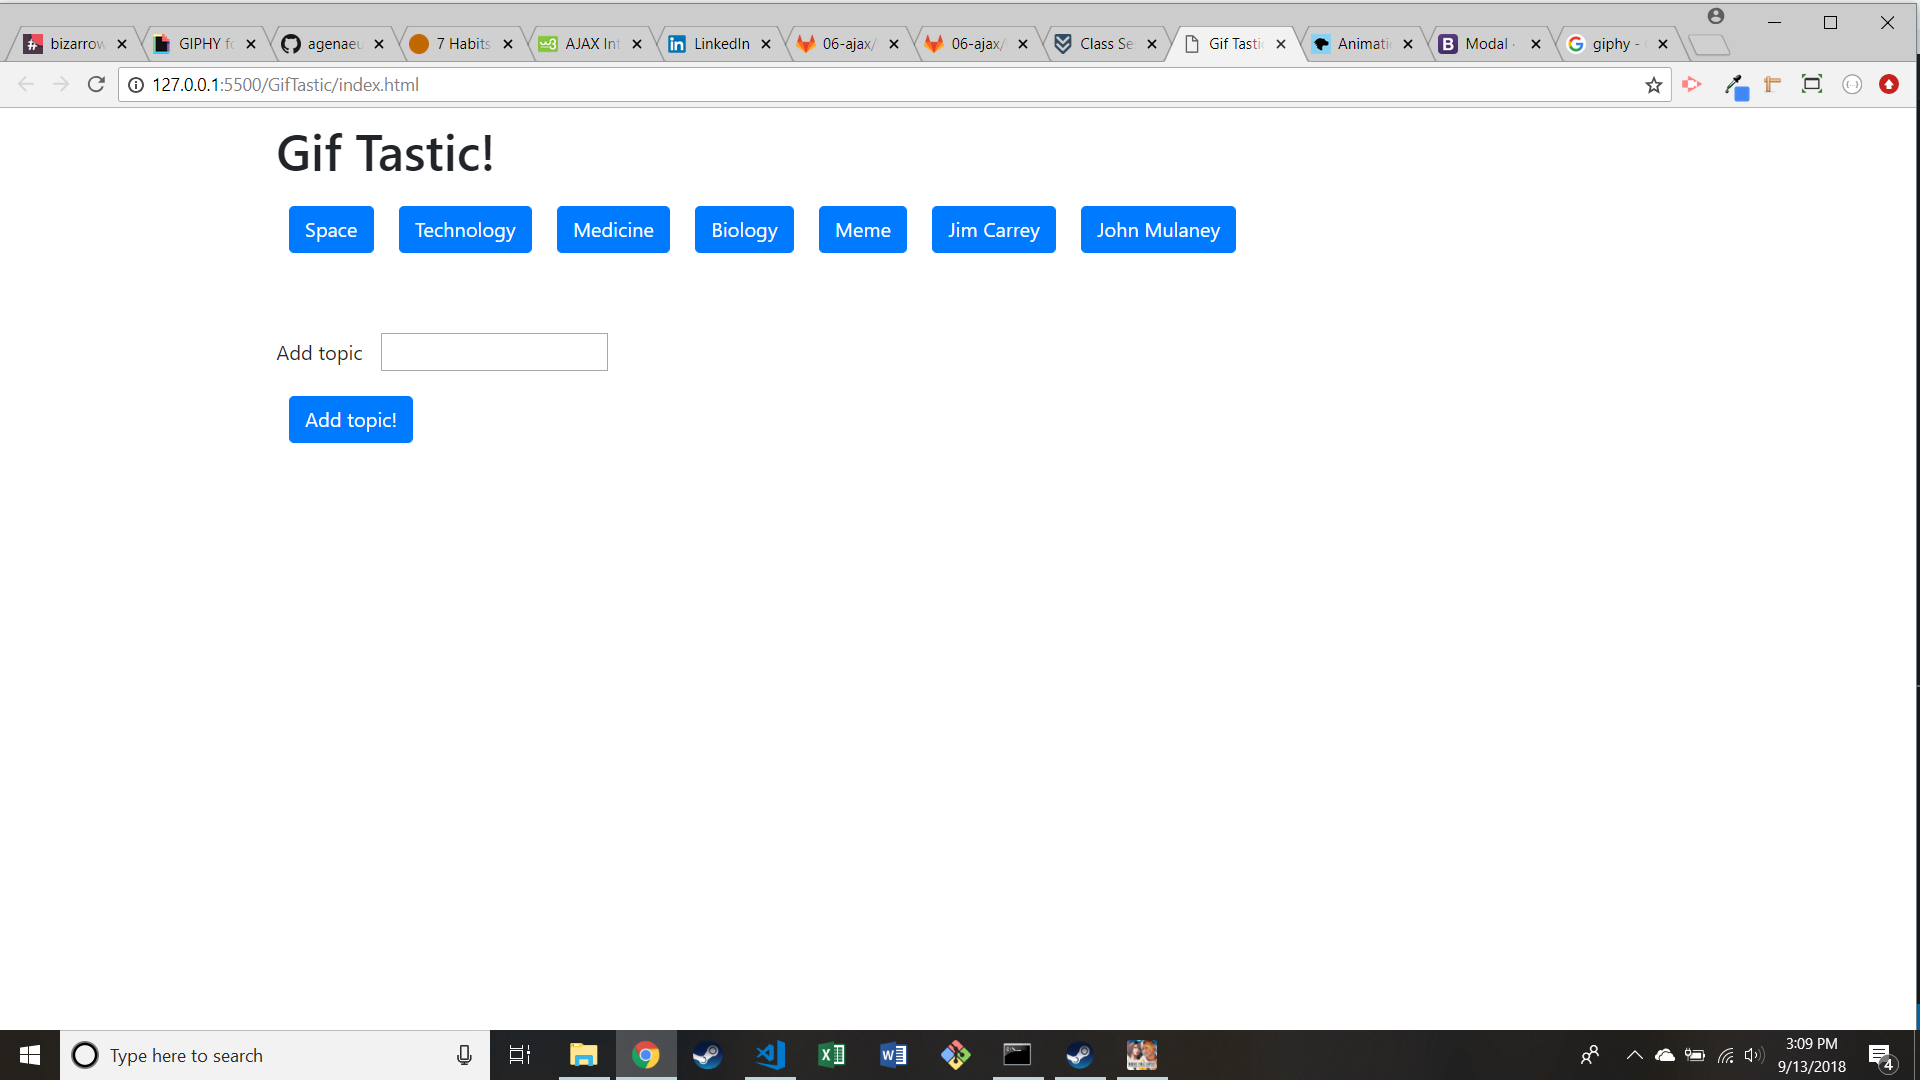 bizarrow GIPHY fo agenaeu 7 Habits AJAX Int LinkedIn 06-ajax/ 06-ajax/ Class Se Gif Tastic Animati Modal · giphy -
127.0.0.1:5500/GifTastic/index.html
Gif Tastic!
Space Technology Medicine Biology Meme Jim Carrey John Mulaney
Add topic
Add topic!
Type here to search
3:09 PM
9/13/2018
4